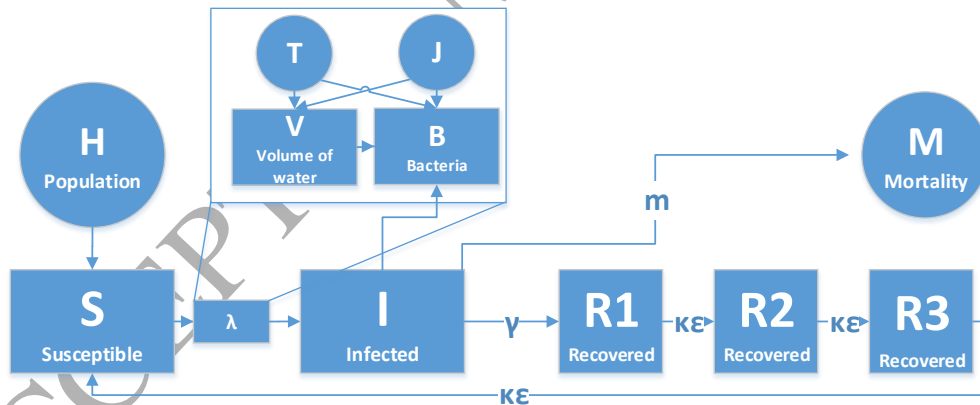 T
J
H
Population
V
Volume of
water
B
Bacteria
M
Mortality
m
S
Susceptible
λ
I
Infected
γ
R1
Recovered
κε
R2
Recovered
κε
R3
Recovered
κε